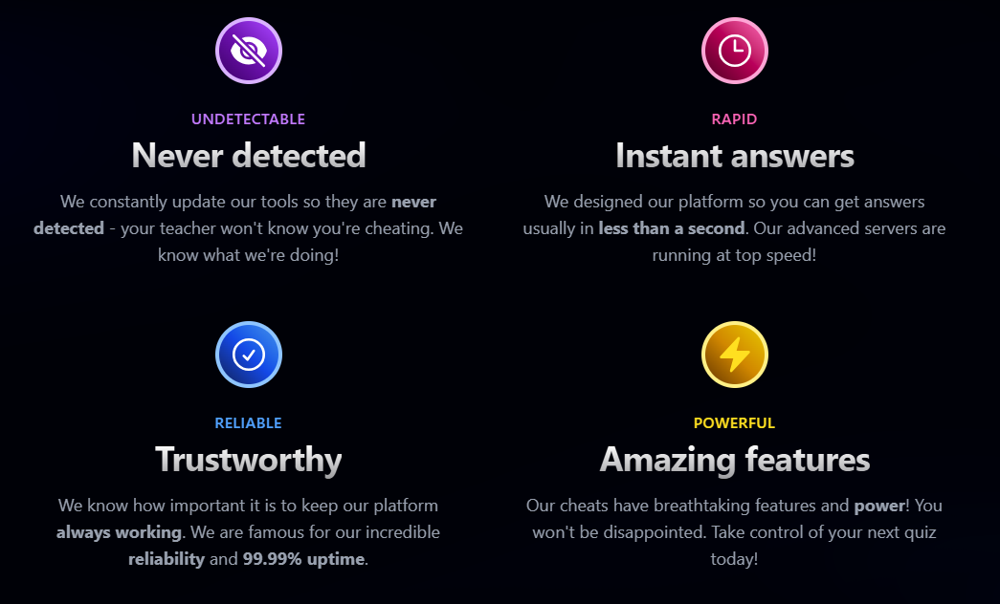 UNDETECTABLE
Never detected
We constantly update our tools so they are never
detected - your teacher won't know you're cheating. We
know what we're doing!
RAPID
Instant answers
We designed our platform so you can get answers
usually in less than a second. Our advanced servers are
running at top speed!
RELIABLE
Trustworthy
We know how important it is to keep our platform
always working. We are famous for our incredible
reliability and 99.99% uptime.
POWERFUL
Amazing features
Our cheats have breathtaking features and power! You
won't be disappointed. Take control of your next quiz
today!